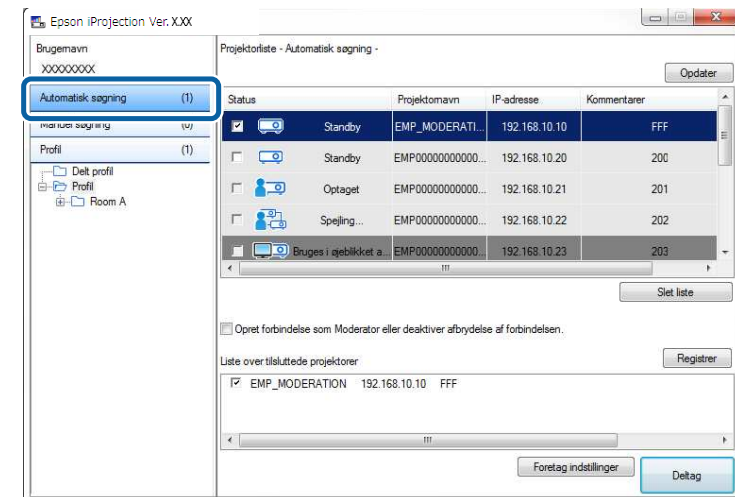 Epson iProjection Ver. X.XX
Brugernavn
XXXXXXXX
Automatisk søgning (1)
Manuel søgning (0)
Profil (1)
Delt profil
Profil
Room A
Projektorliste - Automatisk søgning -
Opdater
Status Projektornavn IP-adresse Kommentarer
Standby EMP_MODERATI... 192.168.10.10 FFF
Standby EMP00000000000... 192.168.10.20 200
Optaget EMP00000000000... 192.168.10.21 201
Spejling... EMP00000000000... 192.168.10.22 202
Bruges i øjeblikket a... EMP00000000000... 192.168.10.23 203
Slet liste
Opret forbindelse som Moderator eller deaktiver afbrydelse af forbindelsen.
Liste over tilsluttede projektorer
Registrer
EMP_MODERATION 192.168.10.10 FFF
Foretag indstillinger
Deltag